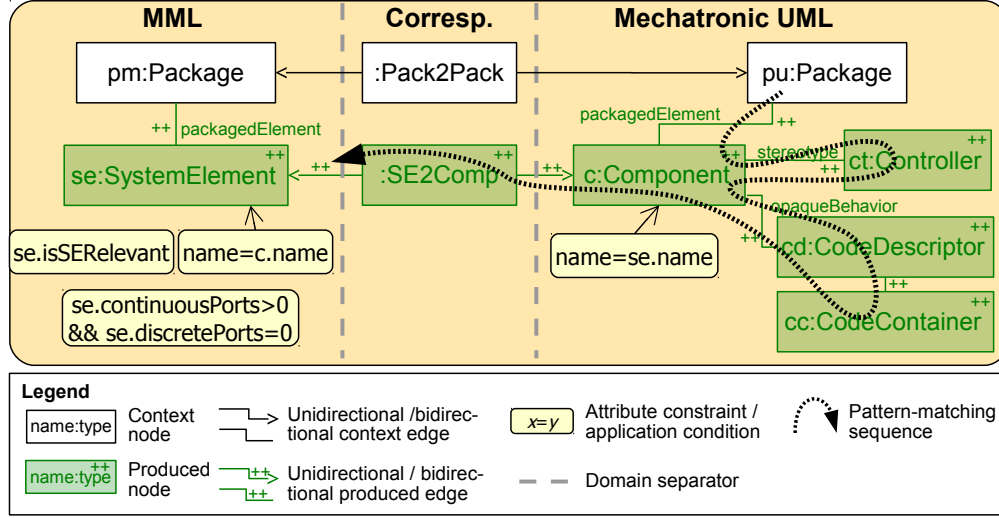 MML
Corresp.
Mechatronic UML
pm:Package
:Pack2Pack
pu:Package
++
packagedElement
packagedElement
++
++
se:SystemElement
++
++
:SE2Comp
++
++
c:Component
stereotype
++
++
ct:Controller
se.isSERelevant
name=c.name
name=se.name
opaqueBehavior
++
++
cd:CodeDescriptor
++
se.continuousPorts>0
&& se.discretePorts=0
++
cc:CodeContainer
Legend
name:type
Context
node
Unidirectional /bidirec-
tional context edge
x=y
Attribute constraint /
application condition
Pattern-matching
sequence
++
name:type
Produced
node
++
++
Unidirectional / bidirec-
tional produced edge
Domain separator